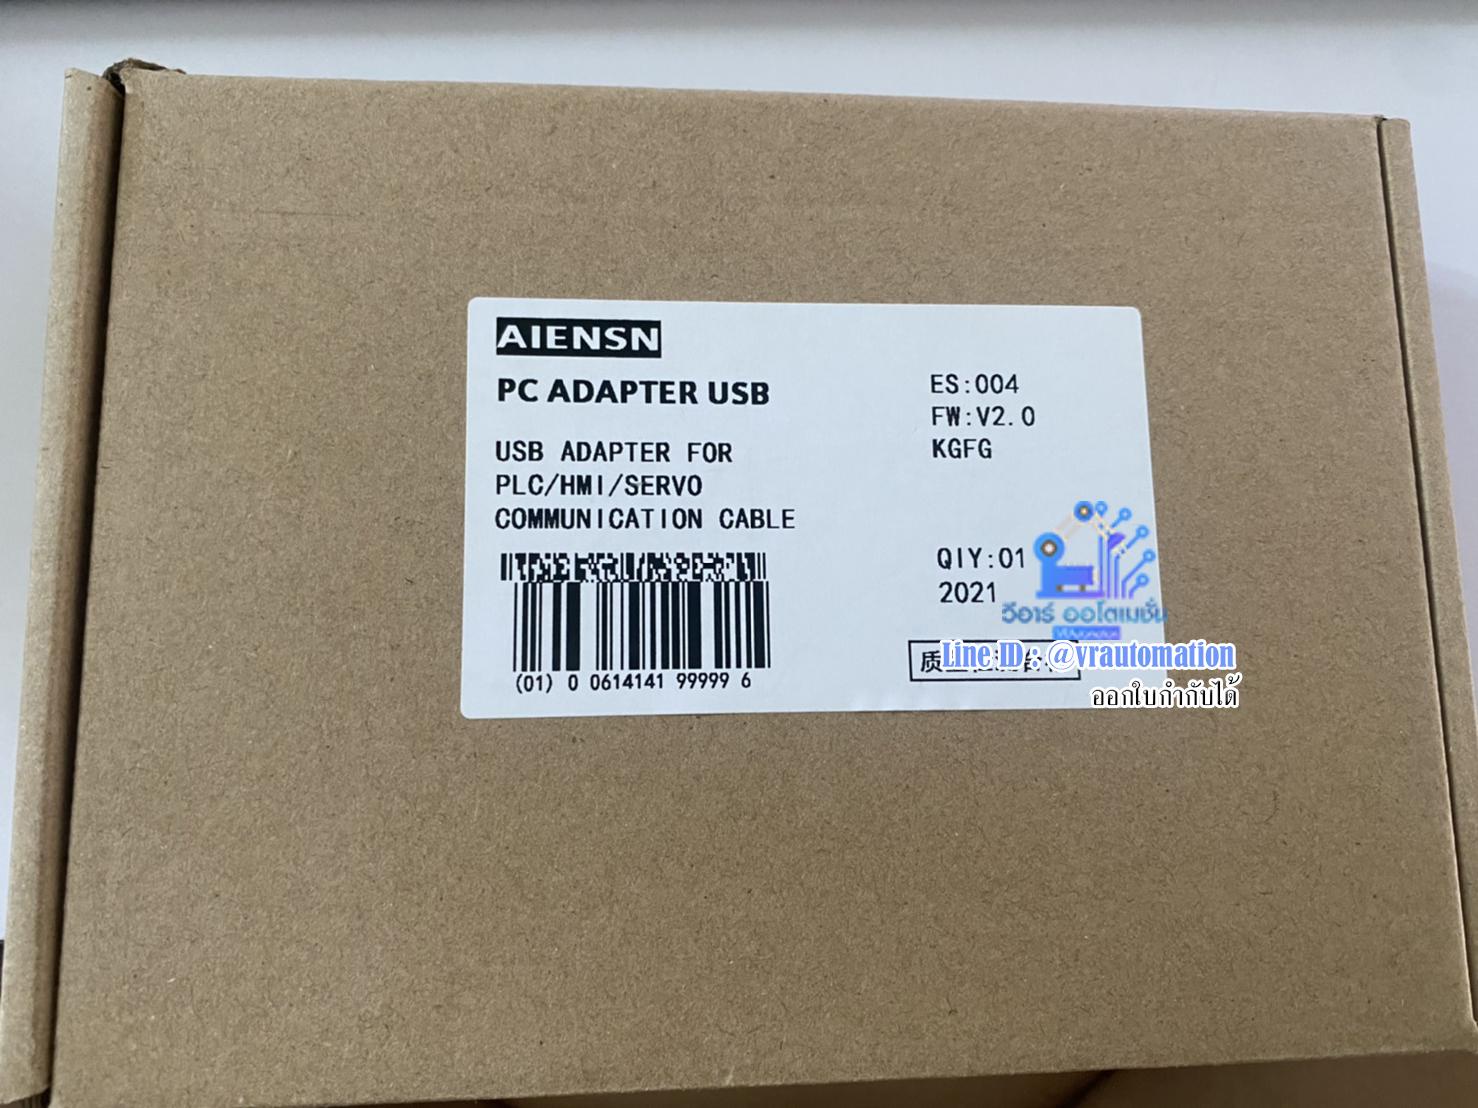 AIENSN
PC ADAPTER USB
USB ADAPTER FOR
PLC/HMI/SERVO
COMMUNICATION CABLE
(01) 0 0614141 99999 6
ES:004
FW:V2.0
KGFG
QIY:01
2021
วีอาร์ ออโตเมชั่น
VRAutomation
Line ID : @vrautomation
质
ออกใบกำกับได้